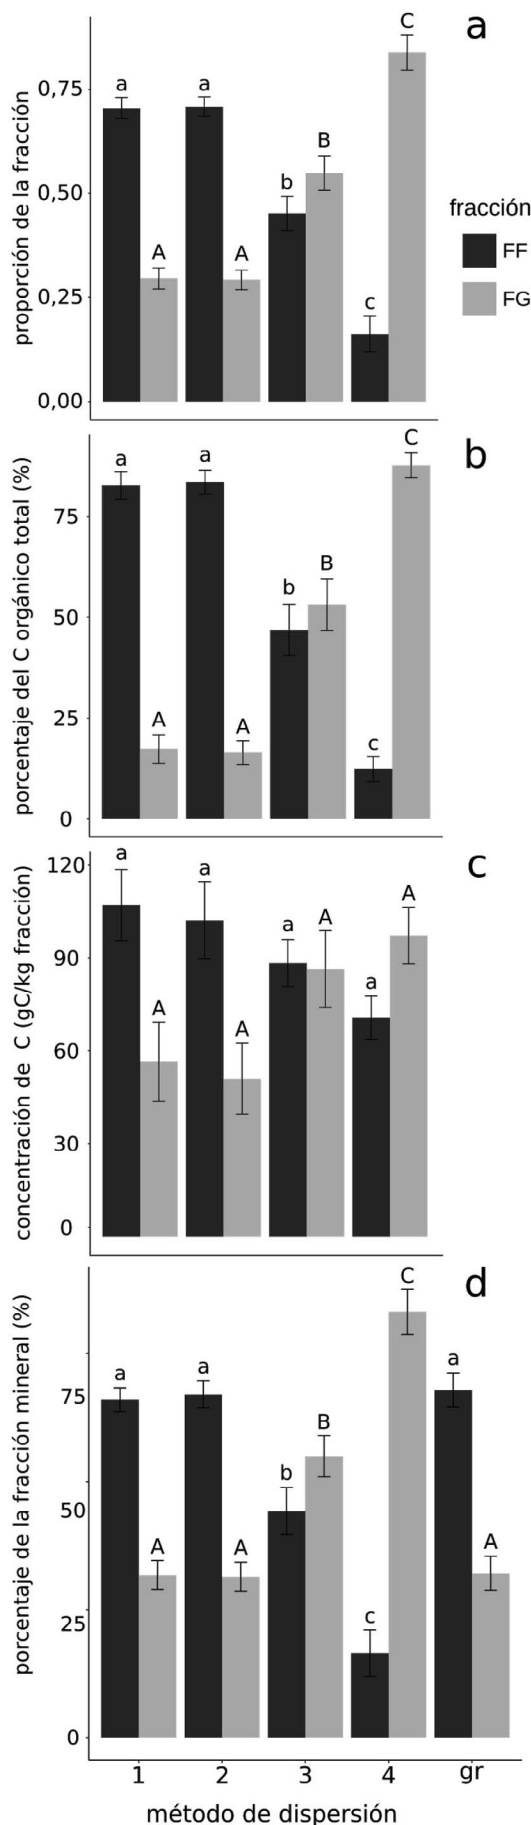 a
proporción de la fracción
0,75
0,50
0,25
0,00
a
a
b
c
A
A
B
C
fracción
FF
FG
b
porcentaje del C orgánico total (%)
75
50
25
0
a
a
b
c
A
A
B
C
c
concentración de C (gC/kg fracción)
120
90
60
30
0
a
a
a
a
A
A
A
A
d
porcentaje de la fracción mineral (%)
75
50
25
0
a
a
b
c
a
A
A
B
C
A
1 2 3 4 gr
método de dispersión